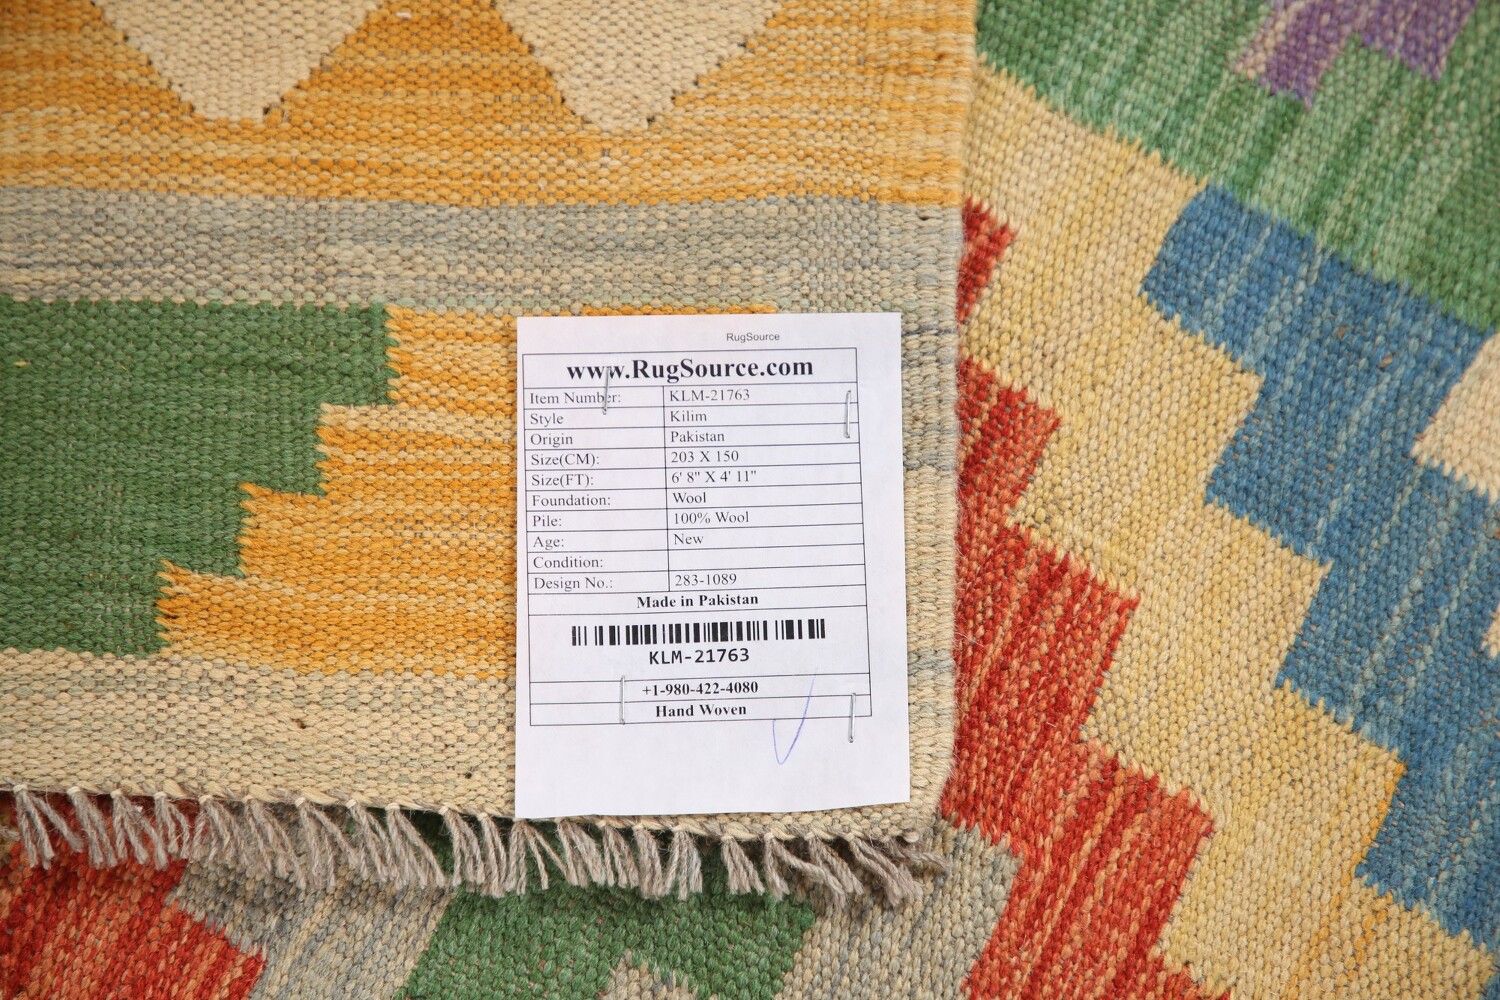 RugSource
www.RugSource.com
Item Number: KLM-21763
Style Kilim
Origin Pakistan
Size(CM): 203 X 150
Size(FT): 6' 8" X 4' 11"
Foundation: Wool
Pile: 100% Wool
Age: New
Condition:
Design No.: 283-1089
Made in Pakistan
KLM-21763
+1-980-422-4080
Hand Woven